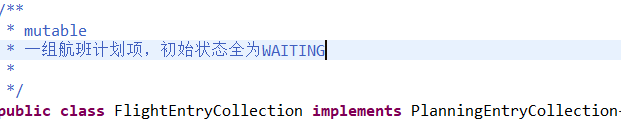 /**
 * mutable
 * 一组航班计划项，初始状态全为WAITING
 *
 */
public class FlightEntryCollection implements PlanningEntryCollection